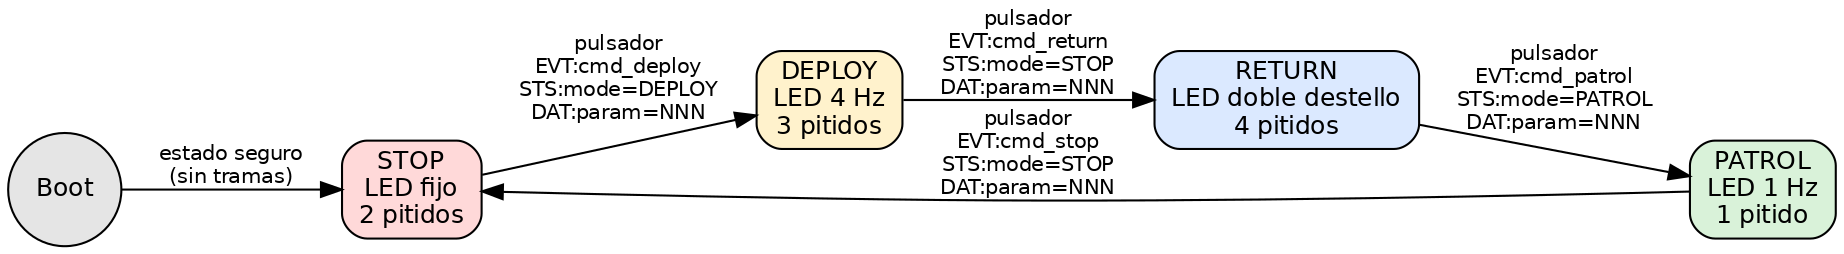 Boot
estado seguro
(sin tramas)
STOP
LED fijo
2 pitidos
pulsador
EVT:cmd_deploy
STS:mode=DEPLOY
DAT:param=NNN
DEPLOY
LED 4 Hz
3 pitidos
pulsador
EVT:cmd_return
STS:mode=STOP
DAT:param=NNN
RETURN
LED doble destello
4 pitidos
pulsador
EVT:cmd_patrol
STS:mode=PATROL
DAT:param=NNN
PATROL
LED 1 Hz
1 pitido
pulsador
EVT:cmd_stop
STS:mode=STOP
DAT:param=NNN